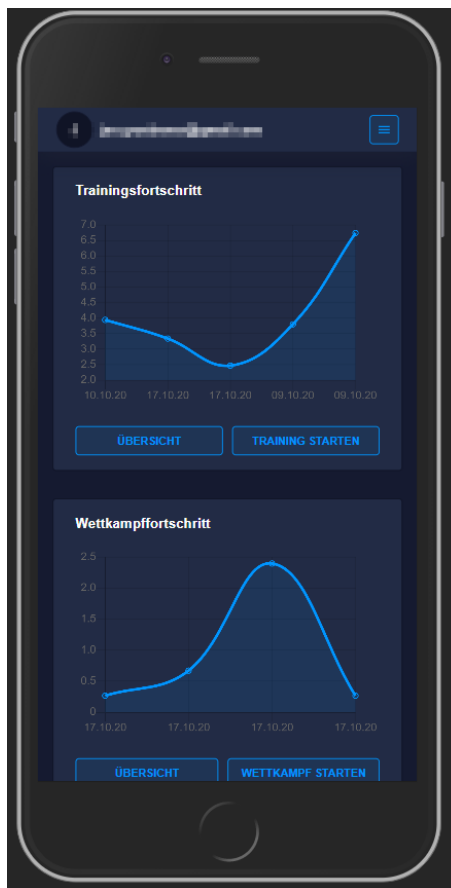 Trainingsfortschritt
7.0
6.5
6.0
5.5
5.0
4.5
4.0
3.5
3.0
2.5
2.0
10.10.20 17.10.20 17.10.20 09.10.20 09.10.20
ÜBERSICHT TRAINING STARTEN
Wettkampffortschritt
2.5
2.0
1.5
1.0
0.5
0
17.10.20 17.10.20 17.10.20 17.10.20
ÜBERSICHT WETTKAMPF STARTEN